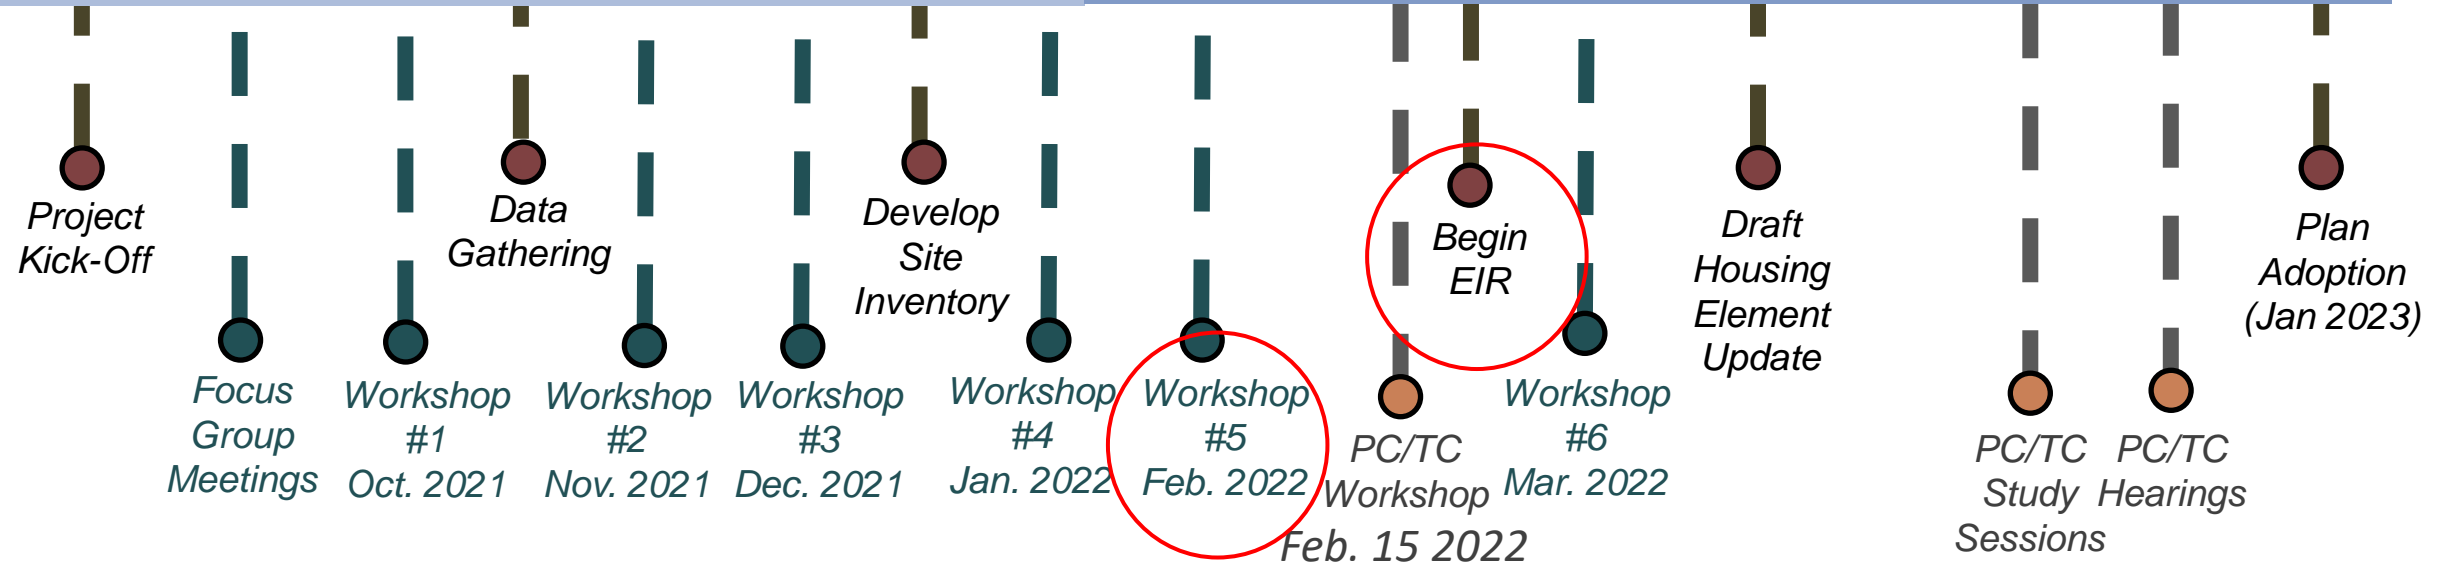 Project
Kick-Off
Focus
Group
Meetings
Workshop
#1
Oct. 2021
Data
Gathering
Workshop
#2
Nov. 2021
Workshop
#3
Dec. 2021
Develop
Site
Inventory
Workshop
#4
Jan. 2022
Workshop
#5
Feb. 2022
PC/TC
Workshop
Feb. 15 2022
Begin
EIR
Workshop
#6
Mar. 2022
Draft
Housing
Element
Update
PC/TC
Study
Sessions
PC/TC
Hearings
Plan
Adoption
(Jan 2023)